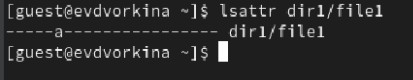 [guest@evdvorkina ~]$ lsattr dir1/file1
-----a---------------- dir1/file1
[guest@evdvorkina ~]$